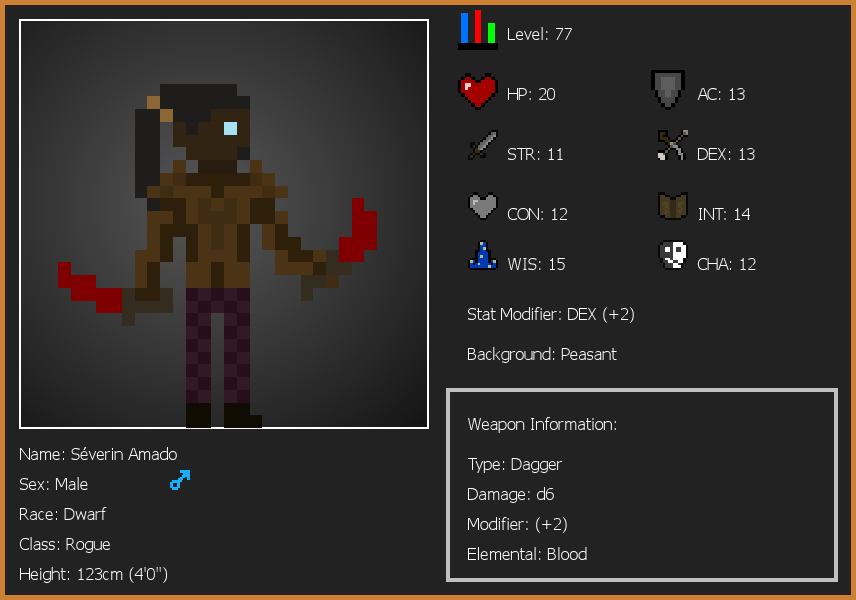 Level: 77
HP: 20
AC: 13
STR: 11
DEX: 13
CON: 12
INT: 14
WIS: 15
CHA: 12
Stat Modifier: DEX (+2)
Background: Peasant
Weapon Information:
Type: Dagger
Damage: d6
Modifier: (+2)
Elemental: Blood
Name: Séverin Amado
Sex: Male
Race: Dwarf
Class: Rogue
Height: 123cm (4'0")